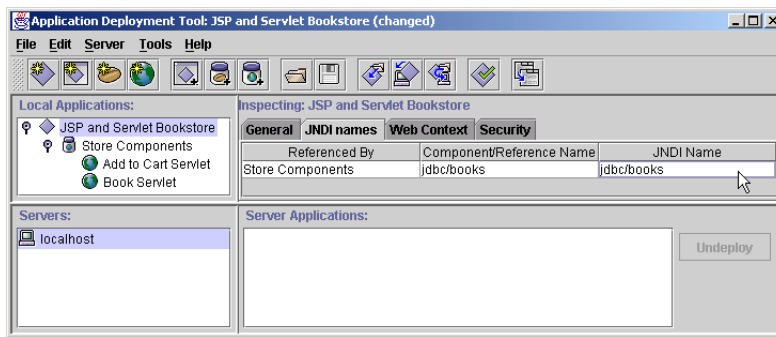 Application Deployment Tool: JSP and Servlet Bookstore (changed)
File Edit Server Tools Help
Local Applications:
JSP and Servlet Bookstore
Store Components
Add to Cart Servlet
Book Servlet
Inspecting: JSP and Servlet Bookstore
General JNDI names Web Context Security
Referenced By Component/Reference Name JNDI Name
Store Components jdbc/books jdbc/books
Servers:
localhost
Server Applications:
Undeploy